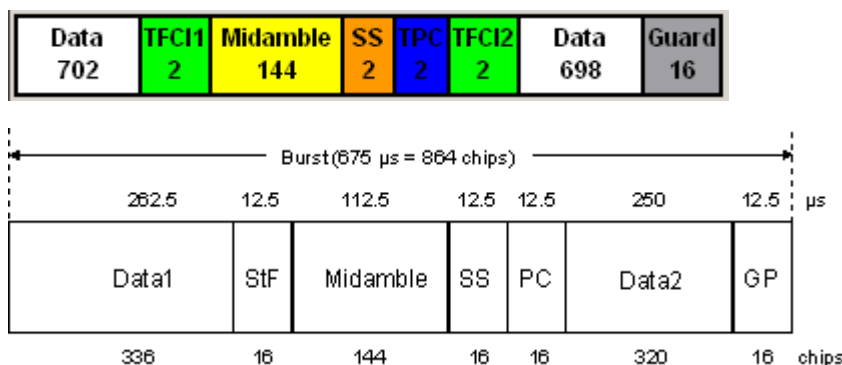 Data TFCI1 Midamble SS TPC TFCI2 Data Guard
702 2 144 2 2 2 698 16
Burst(675 µs = 864 chips)
262.5 12.5 112.5 12.5 12.5 250 12.5 µs
Data1 StF Midamble SS PC Data2 GP
336 16 144 16 16 320 16 chips